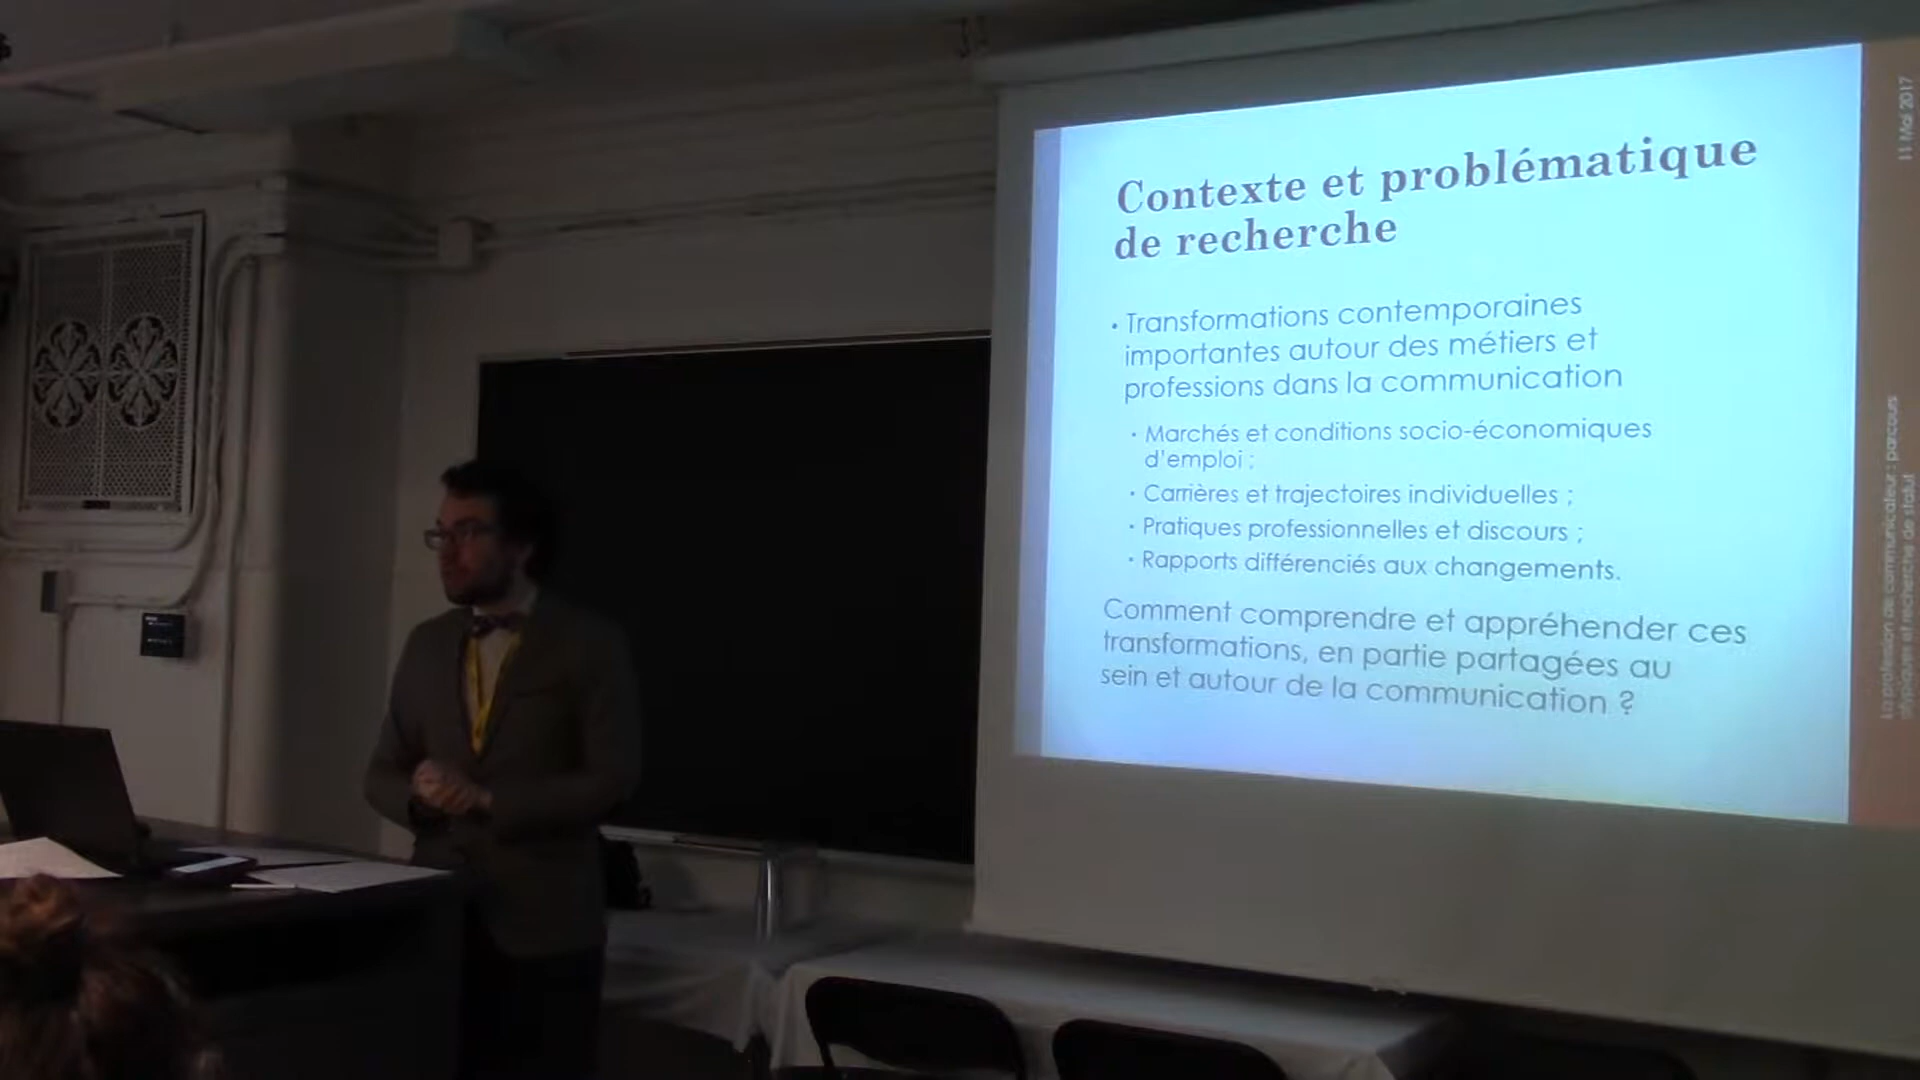 Contexte et problématique
de recherche
• Transformations contemporaines
importantes autour des métiers et
professions dans la communication
• Marchés et conditions socio-économiques
d'emploi ;
• Carrières et trajectoires individuelles ;
• Pratiques professionnelles et discours ;
• Rapports différenciés aux changements.
Comment comprendre et appréhender ces
transformations, en partie partagées au
sein et autour de la communication ?
11 Mai 2017
La profession de communicateur : parcours
atypiques et recherche de statut